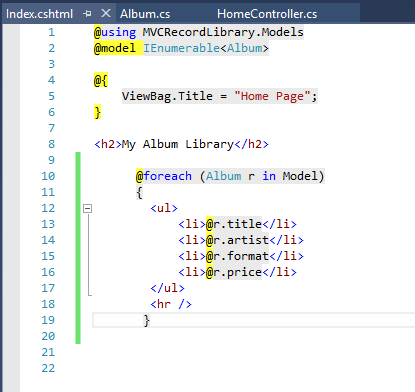 Index.cshtml Album.cs HomeController.cs
1 @using MVCRecordLibrary.Models
2 @model IEnumerable<Album>
3
4 @{
5 ViewBag.Title = "Home Page";
6 }
7
8 <h2>My Album Library</h2>
9
10 @foreach (Album r in Model)
11 {
12 <ul>
13 <li>@r.title</li>
14 <li>@r.artist</li>
15 <li>@r.format</li>
16 <li>@r.price</li>
17 </ul>
18 <hr />
19 }
20
21
22